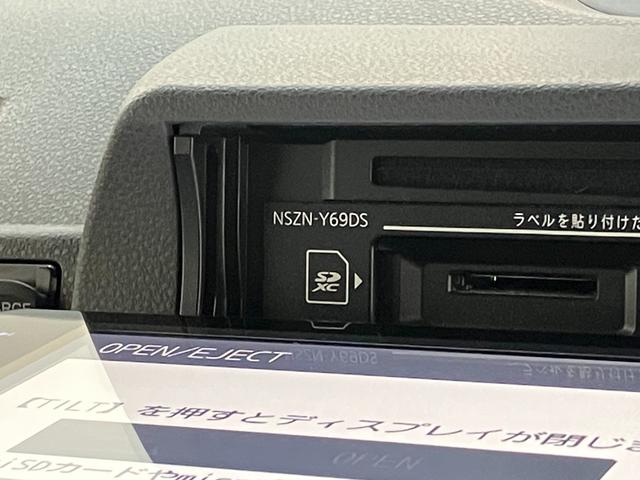 NSZN-Y69DS
ラベルを貼り付けた
SD
XC
OPEN/EJECT
【TILT】を押すとディスプレイが閉じま
OPEN
SDカードや